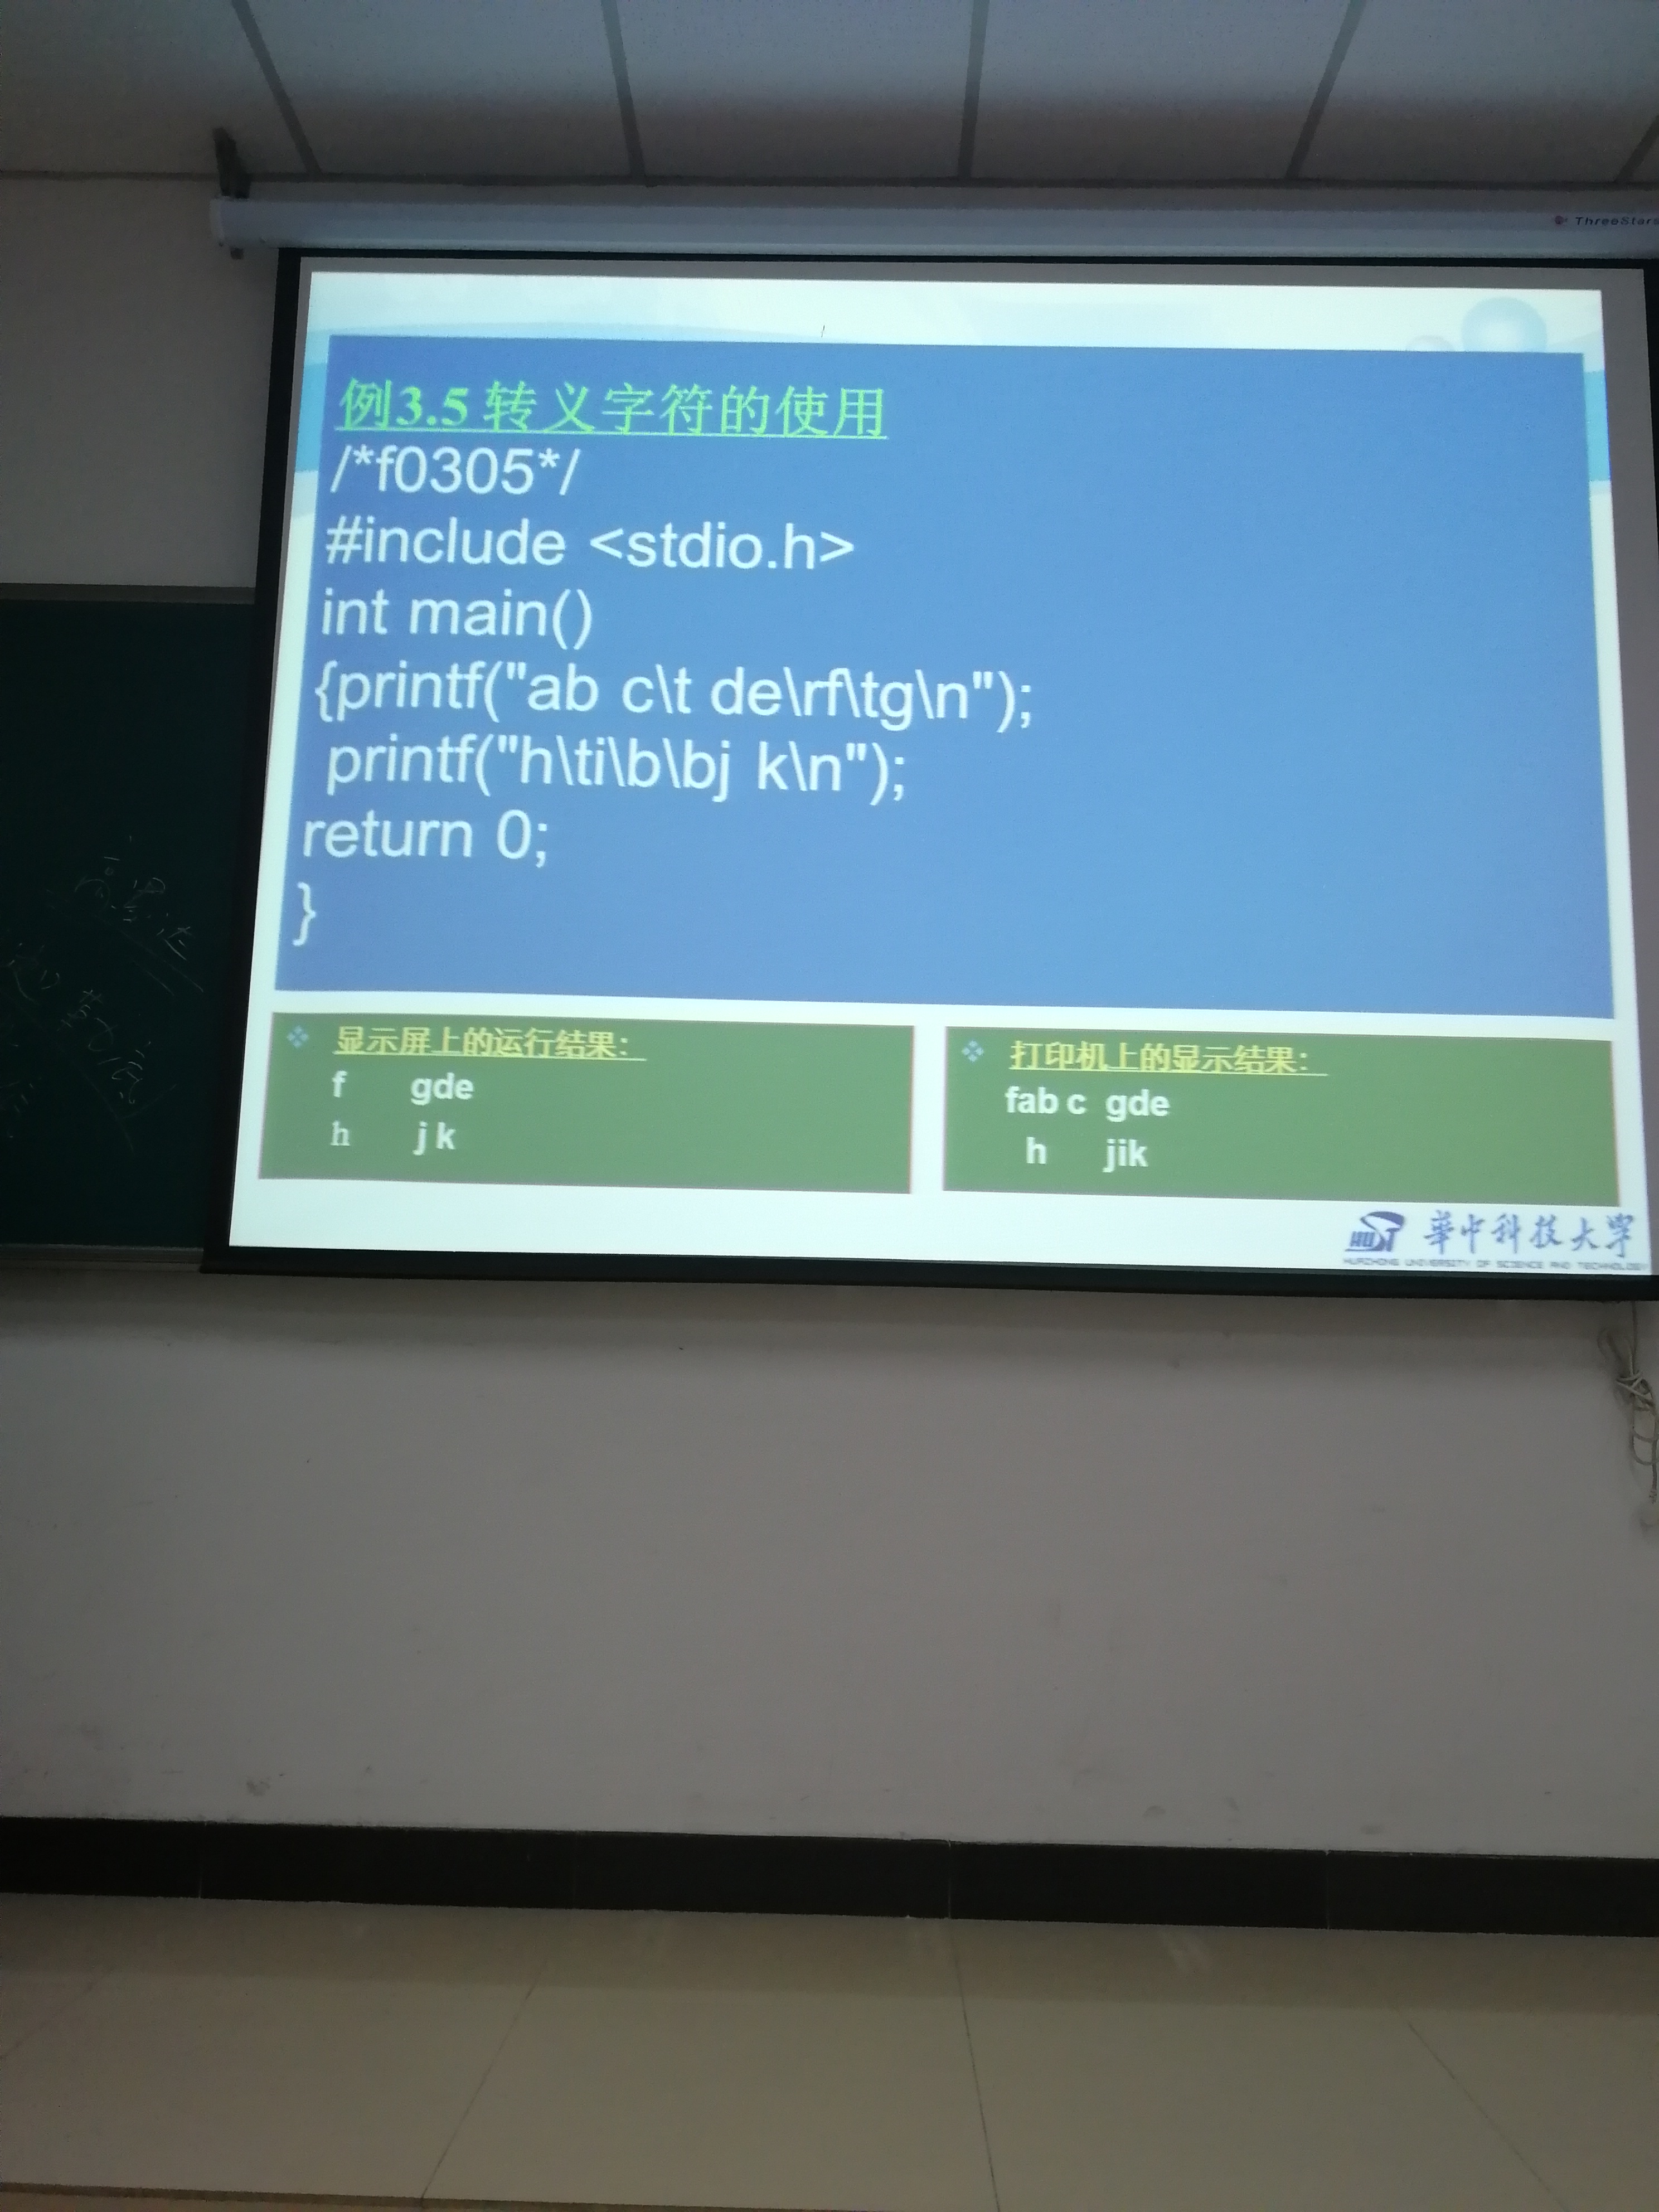 ThreeStars
例3.5 转义字符的使用
/*f0305*/
#include <stdio.h>
int main()
{printf("ab c\t de\rf\tg\n");
printf("h\ti\b\bj k\n");
return 0;
}
显示屏上的运行结果:
f gde
h j k
打印机上的显示结果:
fab c gde
h jik
HUST 華中科技大学
HUAZHONG UNIVERSITY OF SCIENCE AND TECHNOLOGY